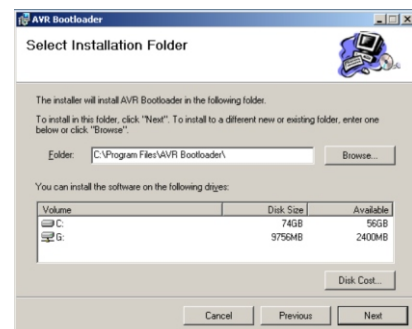 AVR Bootloader
Select Installation Folder
The installer will install AVR Bootloader in the following folder.
To install in this folder, click "Next". To install to a different new or existing folder, enter one
below or click "Browse".
Folder: C:\Program Files\AVR Bootloader\ Browse...
You can install the software on the following drives:
Volume Disk Size Available
C: 74GB 56GB
G: 9756MB 2400MB
Disk Cost...
Cancel Previous Next